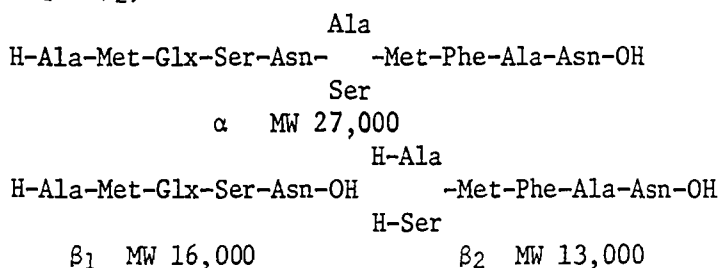 Ala
H-Ala-Met-Glx-Ser-Asn- -Met-Phe-Ala-Asn-OH
Ser
α MW 27,000
H-Ala
H-Ala-Met-Glx-Ser-Asn-OH -Met-Phe-Ala-Asn-OH
H-Ser
β1 MW 16,000 β2 MW 13,000